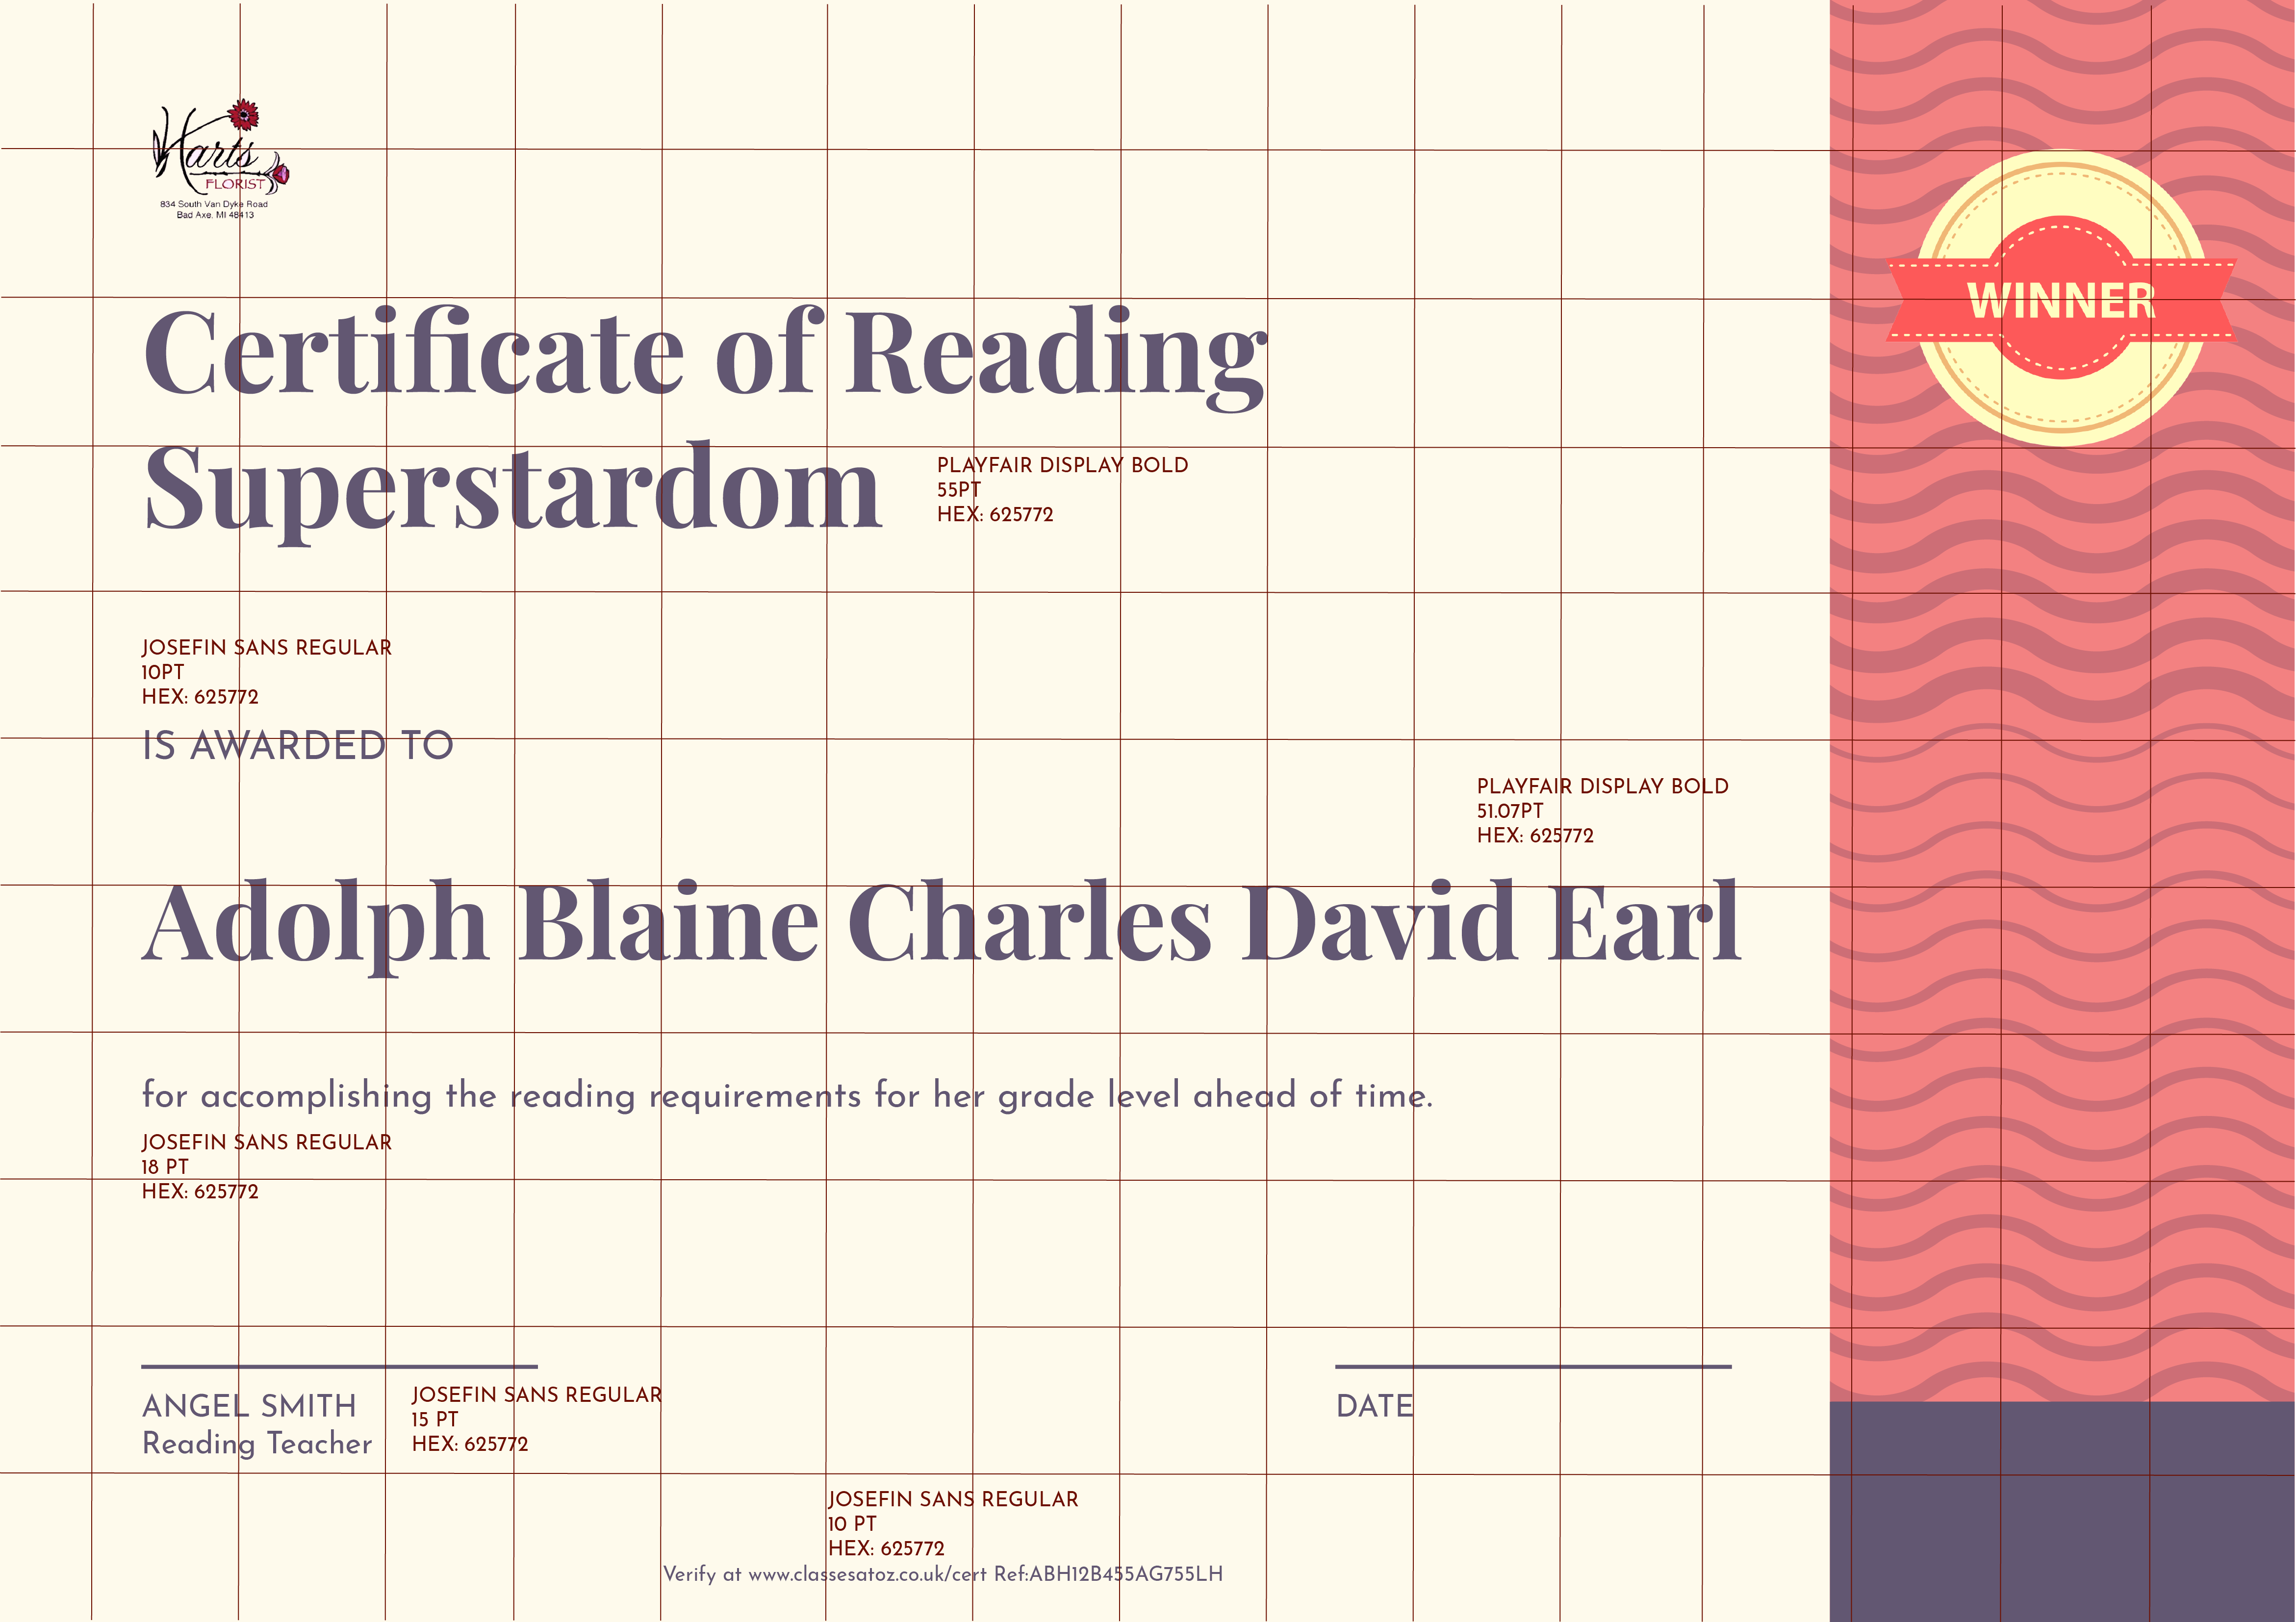 Harts
FLORIST
834 South Van Dyke Road
Bad Axe, MI 48413
WINNER
Certificate of Reading
Superstardom
PLAYFAIR DISPLAY BOLD
55PT
HEX: 625772
JOSEFIN SANS REGULAR
10PT
HEX: 625772
IS AWARDED TO
PLAYFAIR DISPLAY BOLD
51.07PT
HEX: 625772
Adolph Blaine Charles David Earl
for accomplishing the reading requirements for her grade level ahead of time.
JOSEFIN SANS REGULAR
18 PT
HEX: 625772
ANGEL SMITH
Reading Teacher
JOSEFIN SANS REGULAR
15 PT
HEX: 625772
DATE
JOSEFIN SANS REGULAR
10 PT
HEX: 625772
Verify at www.classesatoz.co.uk/cert Ref:ABH12B455AG755LH